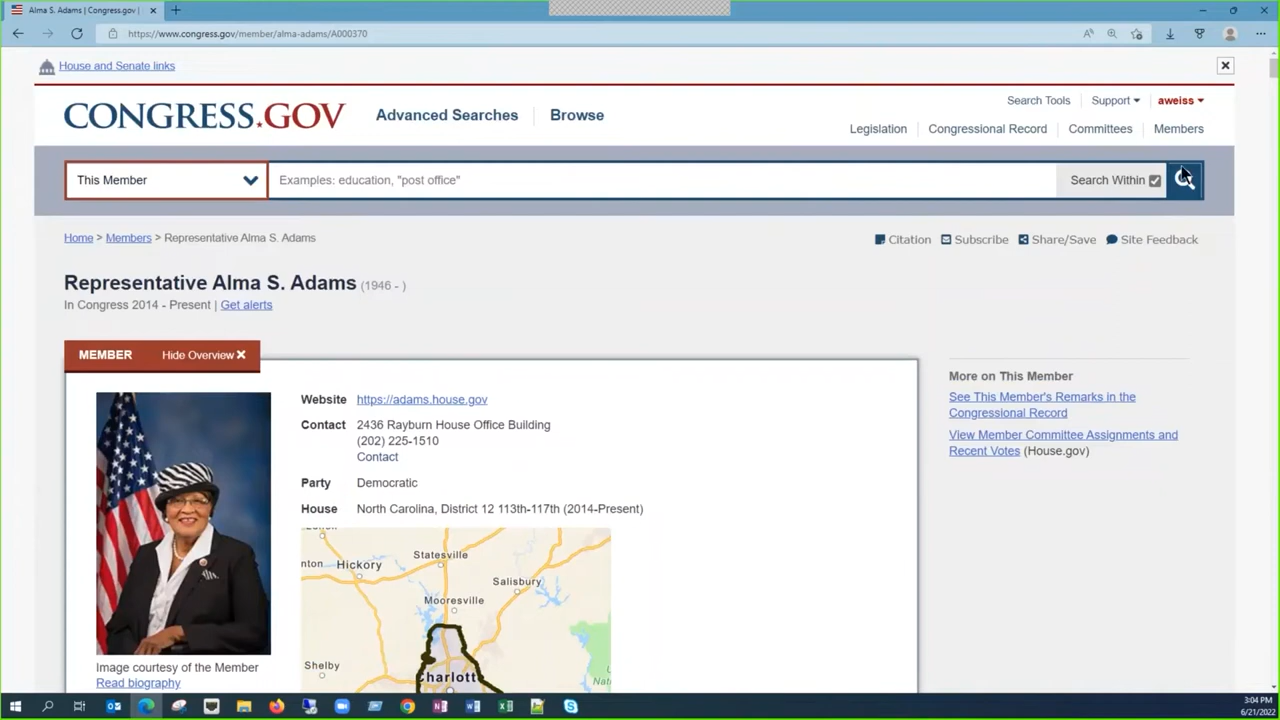 Alma S. Adams | Congress.gov |
https://www.congress.gov/member/alma-adams/A000370
House and Senate links
CONGRESS.GOV
Advanced Searches
Browse
Search Tools
Support
aweiss
Legislation
Congressional Record
Committees
Members
This Member
Examples: education, "post office"
Search Within
Home > Members > Representative Alma S. Adams
Citation
Subscribe
Share/Save
Site Feedback
Representative Alma S. Adams (1946 - )
In Congress 2014 - Present | Get alerts
MEMBER
Hide Overview
Website https://adams.house.gov
Contact 2436 Rayburn House Office Building
(202) 225-1510
Contact
Party Democratic
House North Carolina, District 12 113th-117th (2014-Present)
Statesville
nton
Hickory
Salisbury
Mooresville
Shelby
Charlott
Image courtesy of the Member
Read biography
More on This Member
See This Member's Remarks in the
Congressional Record
View Member Committee Assignments and
Recent Votes (House.gov)
3:04 PM
6/21/2022